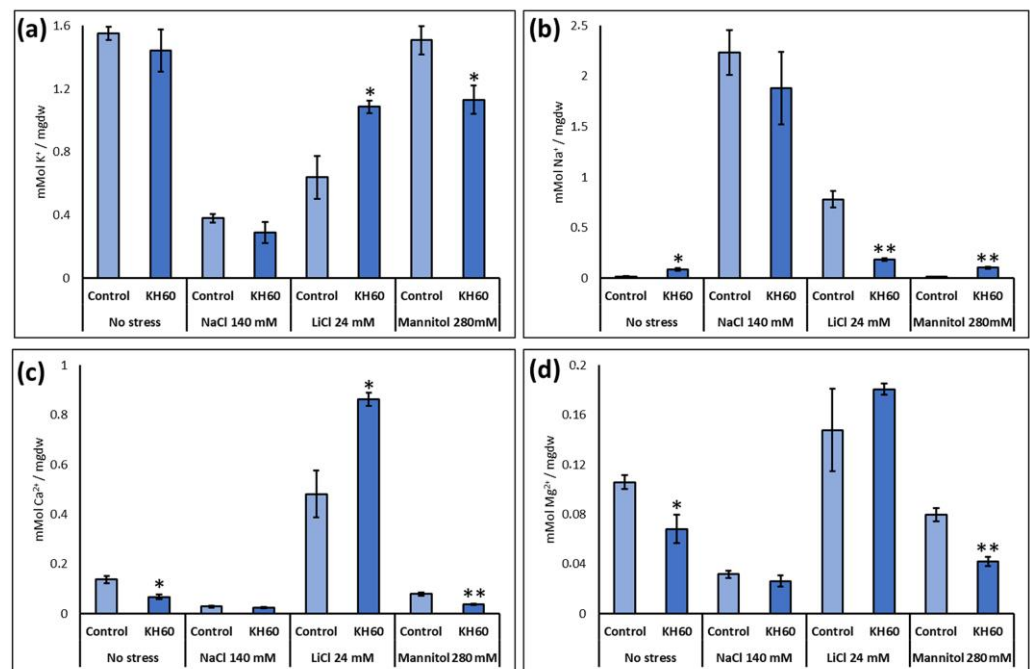 (a)
mMol K⁺ / mgdw
1.6
1.2
0.8
0.4
0
*
*
Control KH60 Control KH60 Control KH60 Control KH60
No stress NaCl 140 mM LiCl 24 mM Mannitol 280mM
(b)
mMol Na⁺ / mgdw
2.5
2
1.5
1
0.5
0
*
**
**
Control KH60 Control KH60 Control KH60 Control KH60
No stress NaCl 140 mM LiCl 24 mM Mannitol 280mM
(c)
mMol Ca²⁺ / mgdw
1
0.8
0.6
0.4
0.2
0
*
*
**
Control KH60 Control KH60 Control KH60 Control KH60
No stress NaCl 140 mM LiCl 24 mM Mannitol 280 mM
(d)
mMol Mg²⁺ / mgdw
0.2
0.16
0.12
0.08
0.04
0
*
**
Control KH60 Control KH60 Control KH60 Control KH60
No stress NaCl 140 mM LiCl 24 mM Mannitol 280 mM